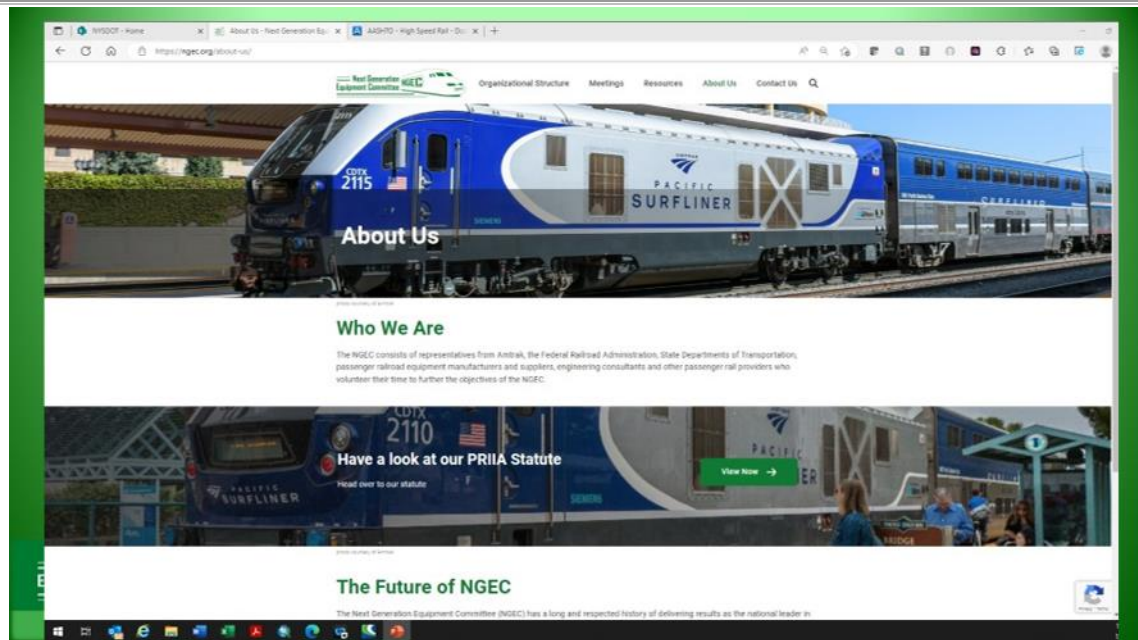 NYSDOT - Home
About Us - Next Generation Equ
AASHTO - High Speed Rail - Do
https://ngec.org/about-us/
Next Generation
Equipment Committee
NGEC
Organizational Structure
Meetings
Resources
About Us
Contact Us
CDTX
2115
PACIFIC
SURFLINER
SIEMENS
SURFLINER
About Us
Who We Are
The NGEC consists of representatives from Amtrak, the Federal Railroad Administration, State Departments of Transportation,
passenger railroad equipment manufacturers and suppliers, engineering consultants and other passenger rail providers who
volunteer their time to further the objectives of the NGEC.
CDTX
2110
PACIFIC
SURFLINER
SIEMENS
Have a look at our PRIIA Statute
Head over to our statute
View Now
BRIDGE
The Future of NGEC
The Next Generation Equipment Committee (NGEC) has a long and respected history of delivering results as the national leader in